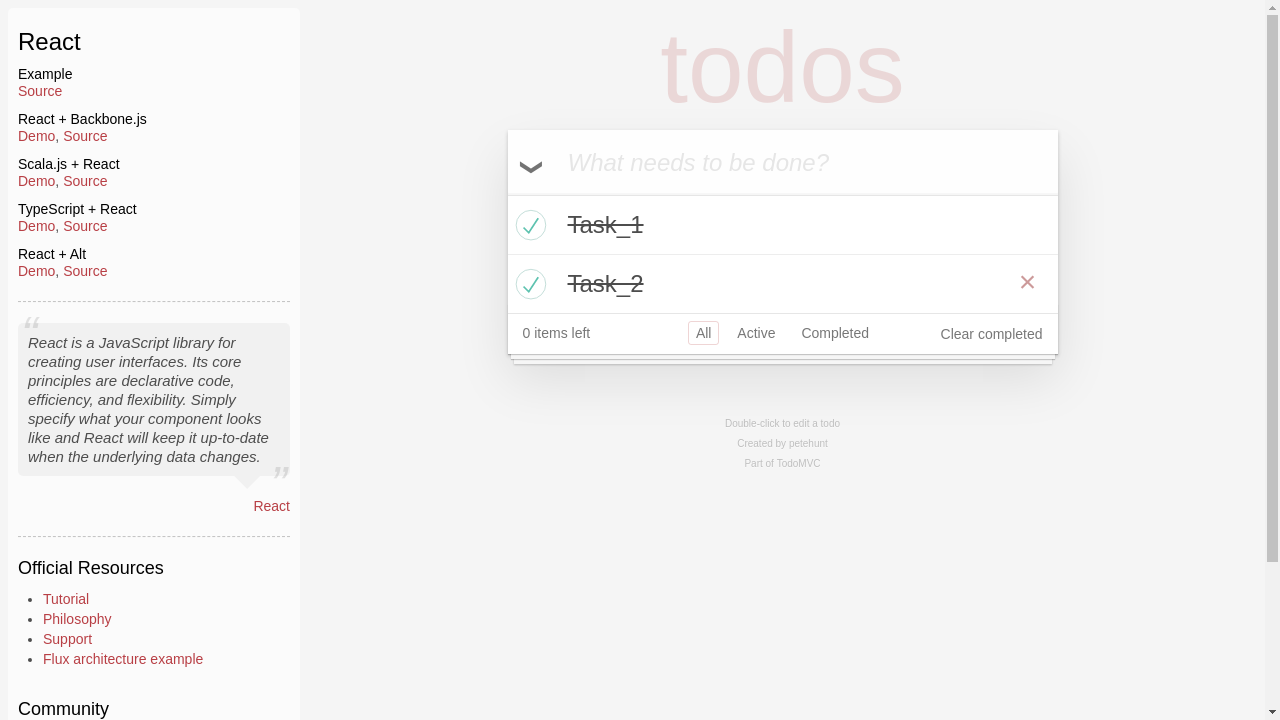 React
Example
Source
React + Backbone.js
Demo, Source
Scala.js + React
Demo, Source
TypeScript + React
Demo, Source
React + Alt
Demo, Source
“
React is a JavaScript library for
creating user interfaces. Its core
principles are declarative code,
efficiency, and flexibility. Simply
specify what your component looks
like and React will keep it up-to-date
when the underlying data changes.
”
React
Official Resources
Tutorial
Philosophy
Support
Flux architecture example
Community
todos
What needs to be done?
Task_1
Task_2
0 items left
All
Active
Completed
Clear completed
Double-click to edit a todo
Created by petehunt
Part of TodoMVC